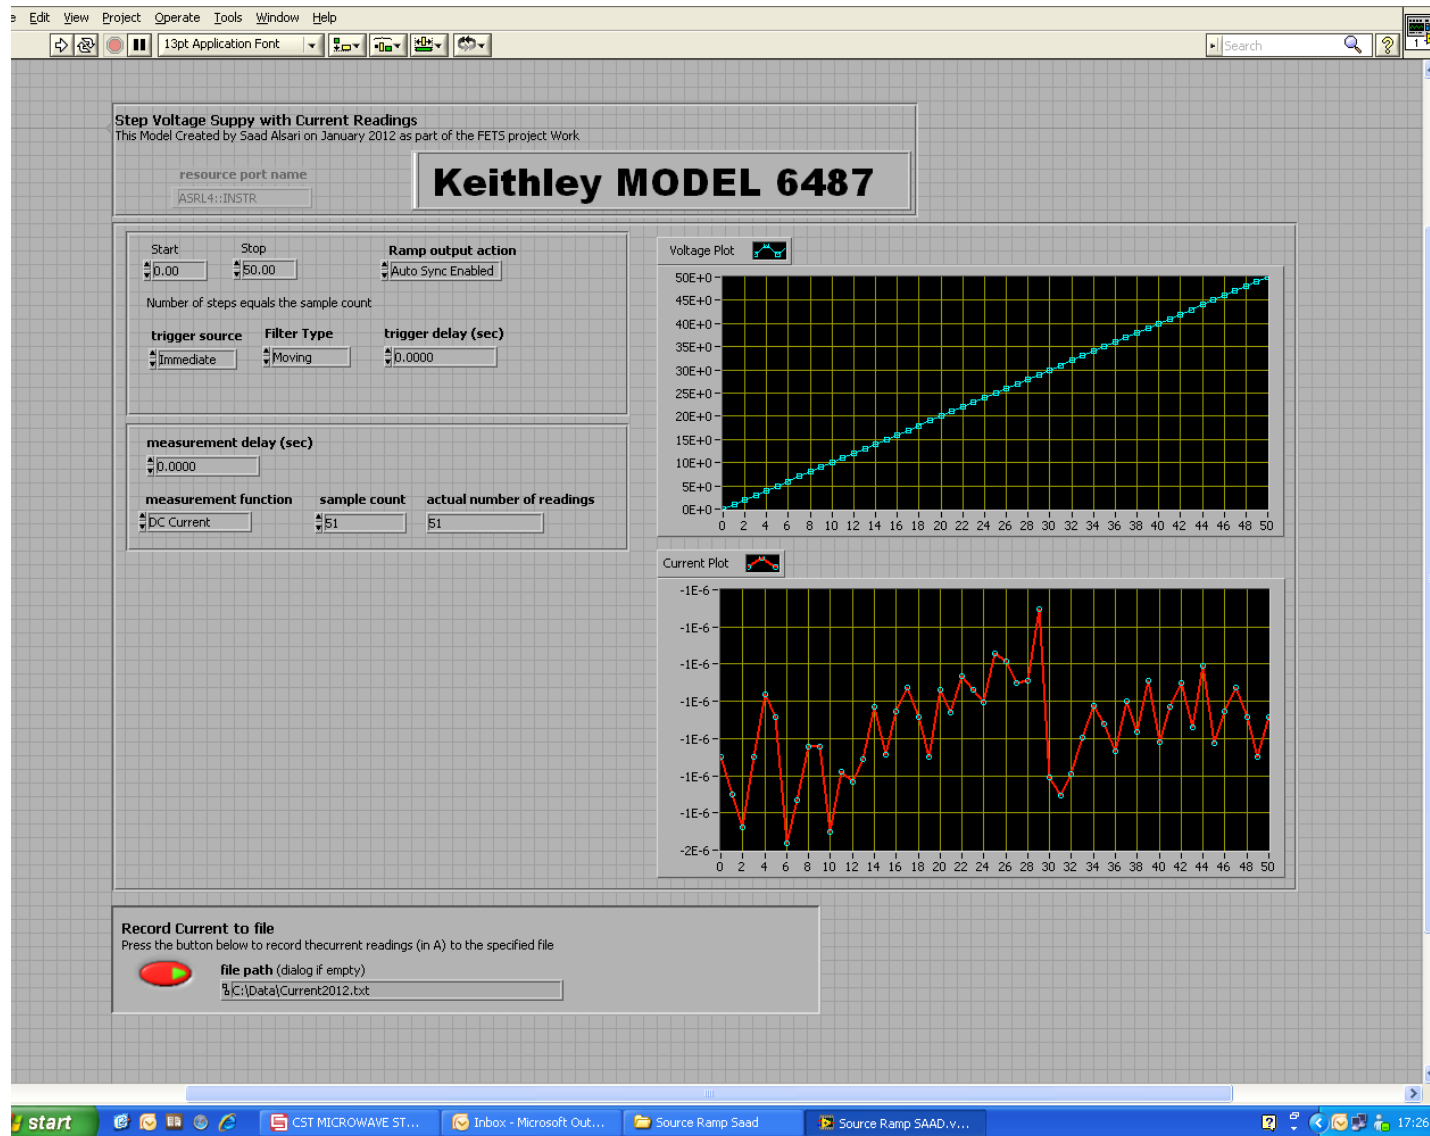 e Edit View Project Operate Tools Window Help
13pt Application Font
Search
1
Step Voltage Suppy with Current Readings
This Model Created by Saad Alsari on January 2012 as part of the FETS project Work
resource port name
ASRL4::INSTR
Keithley MODEL 6487
Start Stop Ramp output action
0.00 50.00 Auto Sync Enabled
Number of steps equals the sample count
trigger source Filter Type trigger delay (sec)
Immediate Moving 0.0000
measurement delay (sec)
0.0000
measurement function sample count actual number of readings
DC Current 51 51
Voltage Plot
50E+0
45E+0
40E+0
35E+0
30E+0
25E+0
20E+0
15E+0
10E+0
5E+0
0E+0
0 2 4 6 8 10 12 14 16 18 20 22 24 26 28 30 32 34 36 38 40 42 44 46 48 50
Current Plot
-1E-6
-1E-6
-1E-6
-1E-6
-1E-6
-1E-6
-1E-6
-2E-6
0 2 4 6 8 10 12 14 16 18 20 22 24 26 28 30 32 34 36 38 40 42 44 46 48 50
Record Current to file
Press the button below to record thecurrent readings (in A) to the specified file
file path (dialog if empty)
C:\Data\Current2012.txt
start
CST MICROWAVE ST...
Inbox - Microsoft Out...
Source Ramp Saad
Source Ramp SAAD.v...
17:26